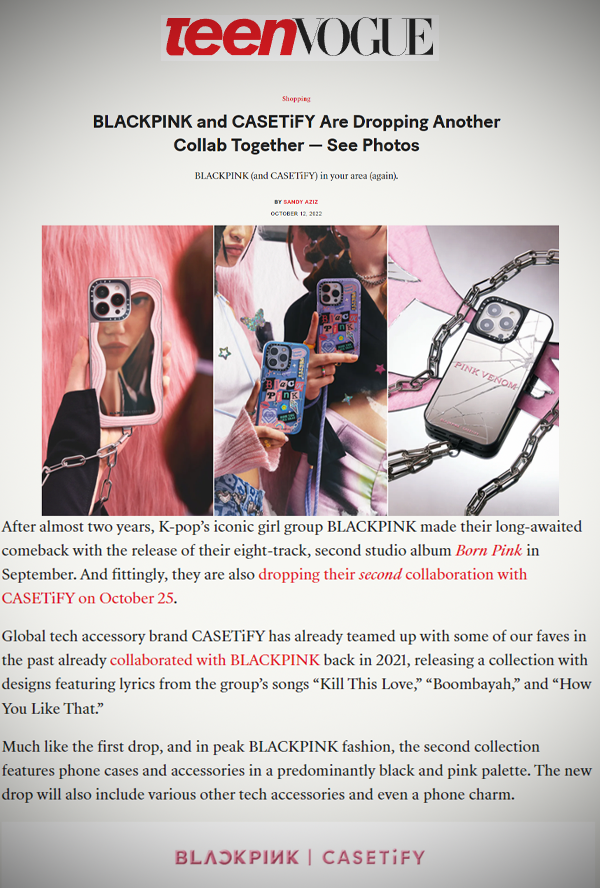 teenVOGUE
Shopping
BLACKPINK and CASETiFY Are Dropping Another
Collab Together — See Photos
BLACKPINK (and CASETiFY) in your area (again).
BY SANDY AZIZ
OCTOBER 12, 2022
BLACK
PINK
BLACK
PINK
PINK VENOM
After almost two years, K-pop’s iconic girl group BLACKPINK made their long-awaited
comeback with the release of their eight-track, second studio album Born Pink in
September. And fittingly, they are also dropping their second collaboration with
CASETiFY on October 25.
Global tech accessory brand CASETiFY has already teamed up with some of our faves in
the past already collaborated with BLACKPINK back in 2021, releasing a collection with
designs featuring lyrics from the group’s songs “Kill This Love,” “Boombayah,” and “How
You Like That.”
Much like the first drop, and in peak BLACKPINK fashion, the second collection
features phone cases and accessories in a predominantly black and pink palette. The new
drop will also include various other tech accessories and even a phone charm.
BLACKPINK | CASETiFY